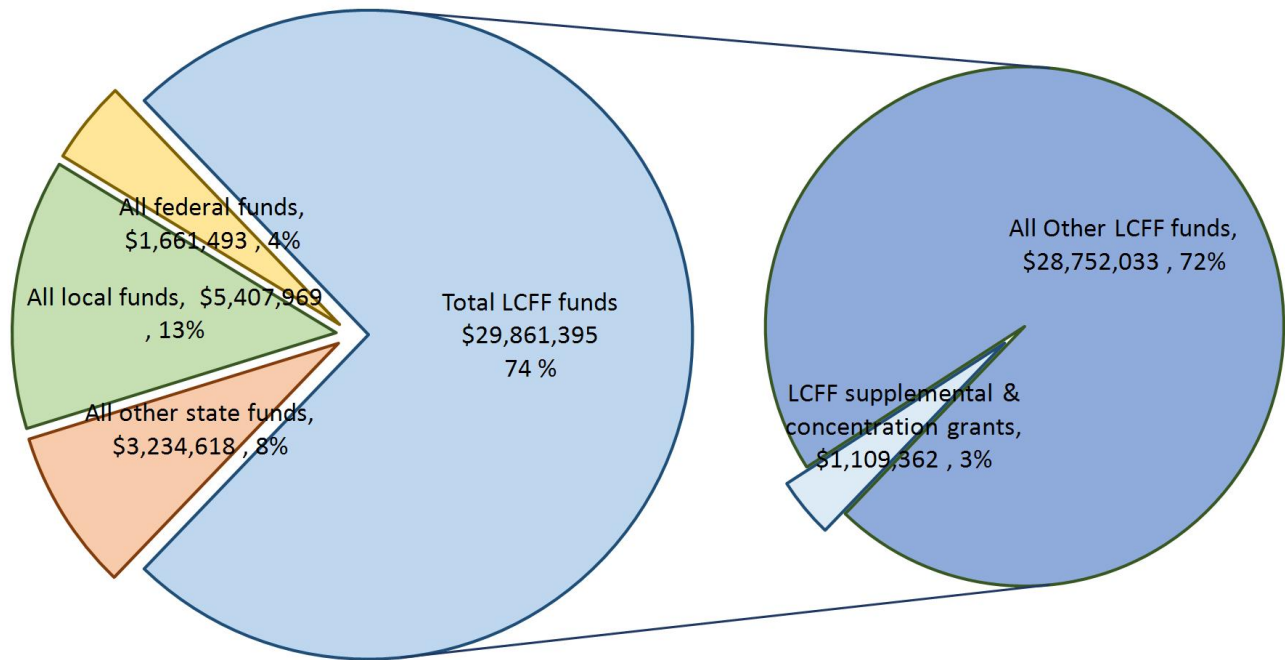 All federal funds,
$1,661,493 , 4%
All local funds,  $5,407,969
, 13%
All other state funds,
$3,234,618 , 8%
Total LCFF funds
$29,861,395
74 %
All Other LCFF funds,
$28,752,033 , 72%
LCFF supplemental &
concentration grants,
$1,109,362 , 3%